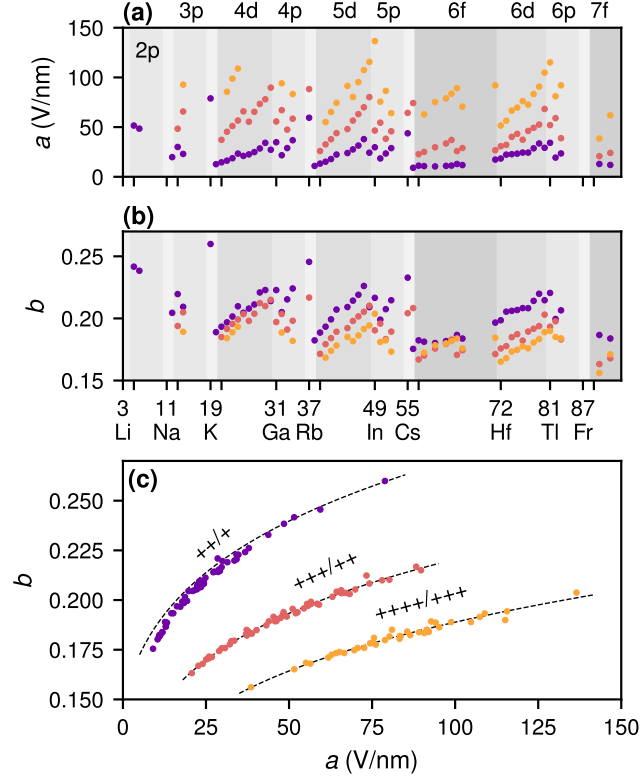 (a) 3p 4d 4p 5d 5p 6f 6d 6p 7f
2p
150
100
50
0
a (V/nm)
(b)
0.25
0.20
0.15
b
3 11 19 31 37 49 55 72 81 87
Li Na K Ga Rb In Cs Hf Tl Fr
(c)
0.250
0.225
0.200
0.175
0.150
b
++/+
+++/++
++++/+++
0 25 50 75 100 125 150
a (V/nm)